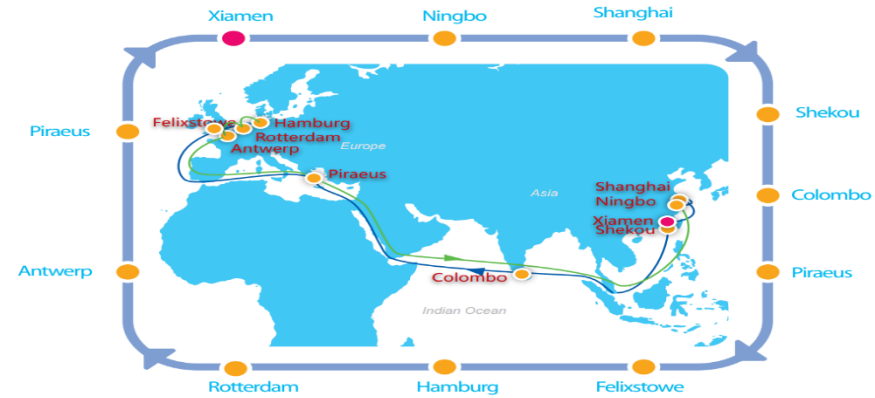 Xiamen
Ningbo
Shanghai
Piraeus
Antwerp
Shekou
Colombo
Piraeus
Rotterdam
Hamburg
Felixstowe
Felixstowe
Hamburg
Rotterdam
Antwerp
Europe
Piraeus
Asia
Shanghai
Ningbo
Xiamen
Shekou
Colombo
Indian Ocean